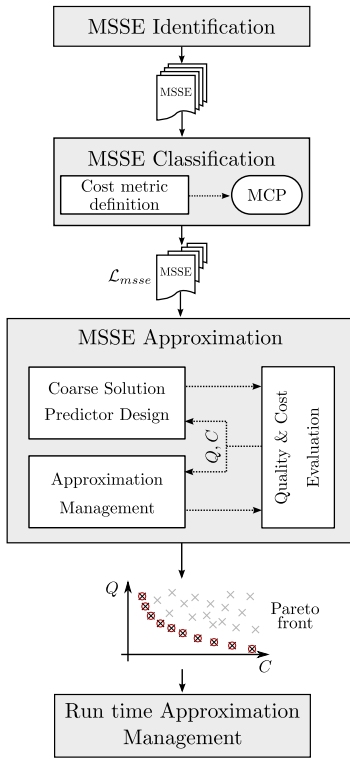 MSSE Identification
MSSE
MSSE Classification
Cost metric
definition
MCP
ℒmsse
MSSE
MSSE Approximation
Coarse Solution
Predictor Design
Q, C
Quality & Cost
Evaluation
Approximation
Management
Q
Pareto
front
C
Run time Approximation
Management